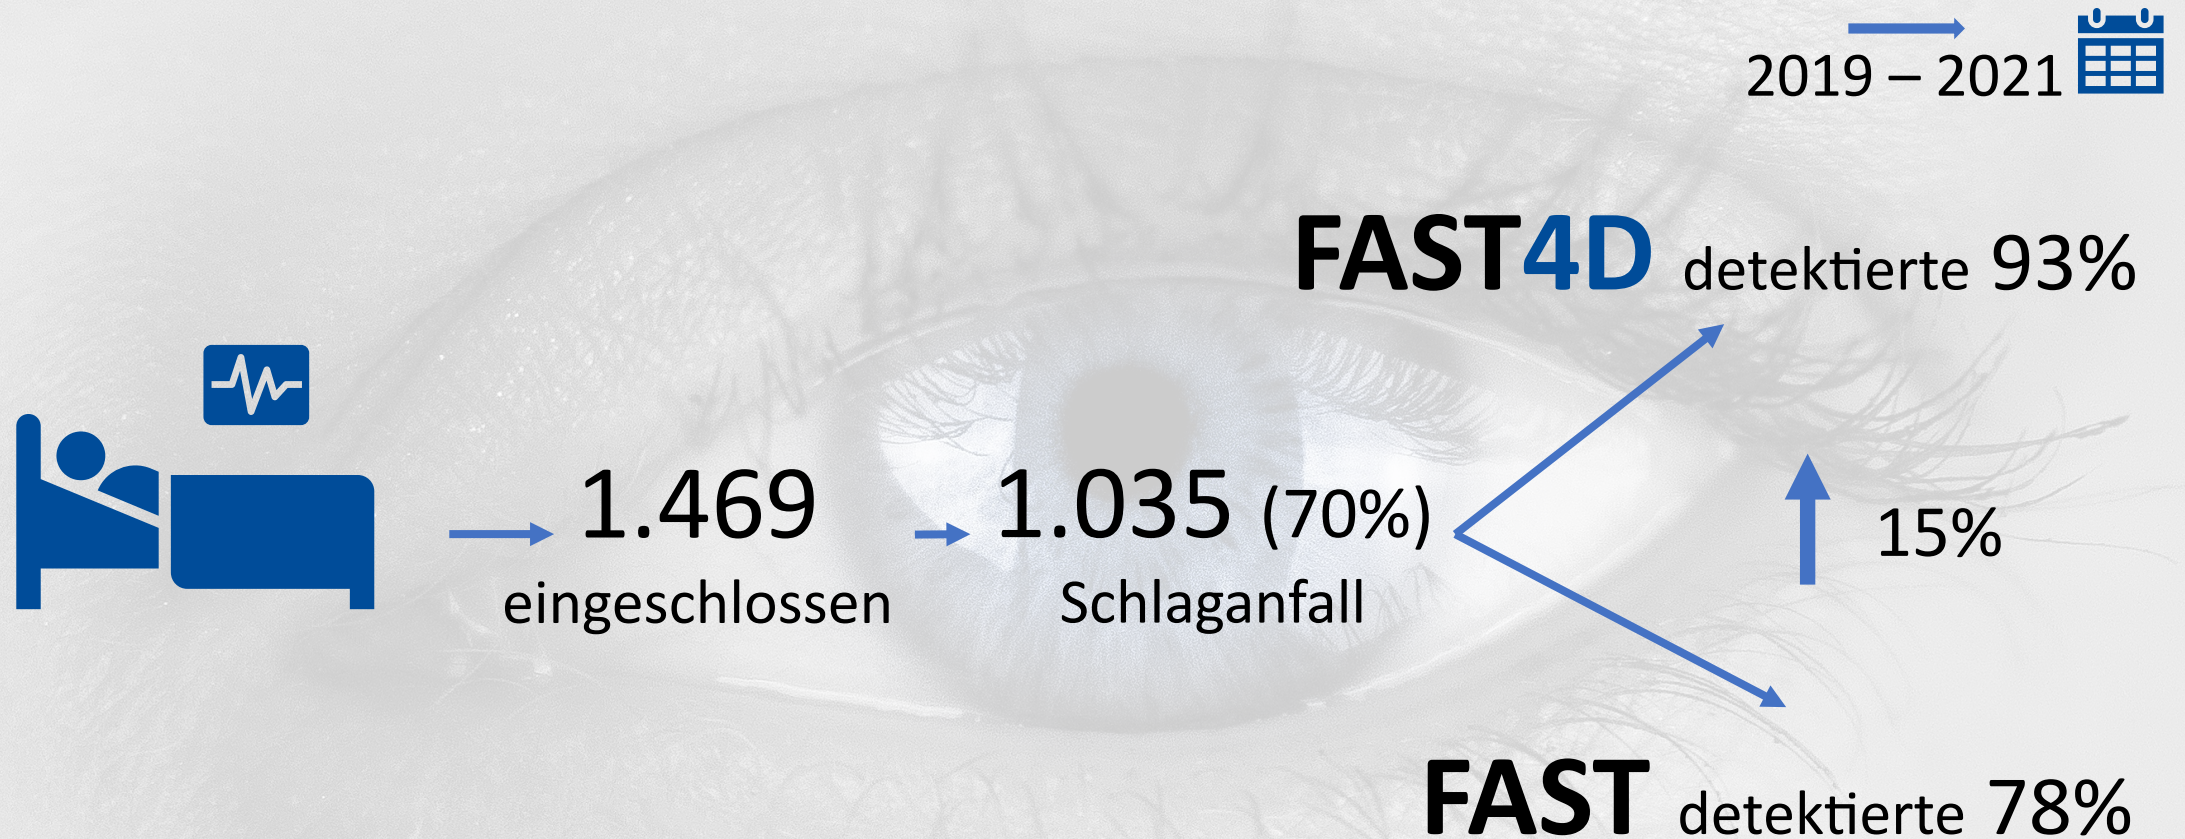 2019 – 2021
FAST4D detektierte 93%
1.469
eingeschlossen
1.035 (70%)
Schlaganfall
15%
FAST detektierte 78%